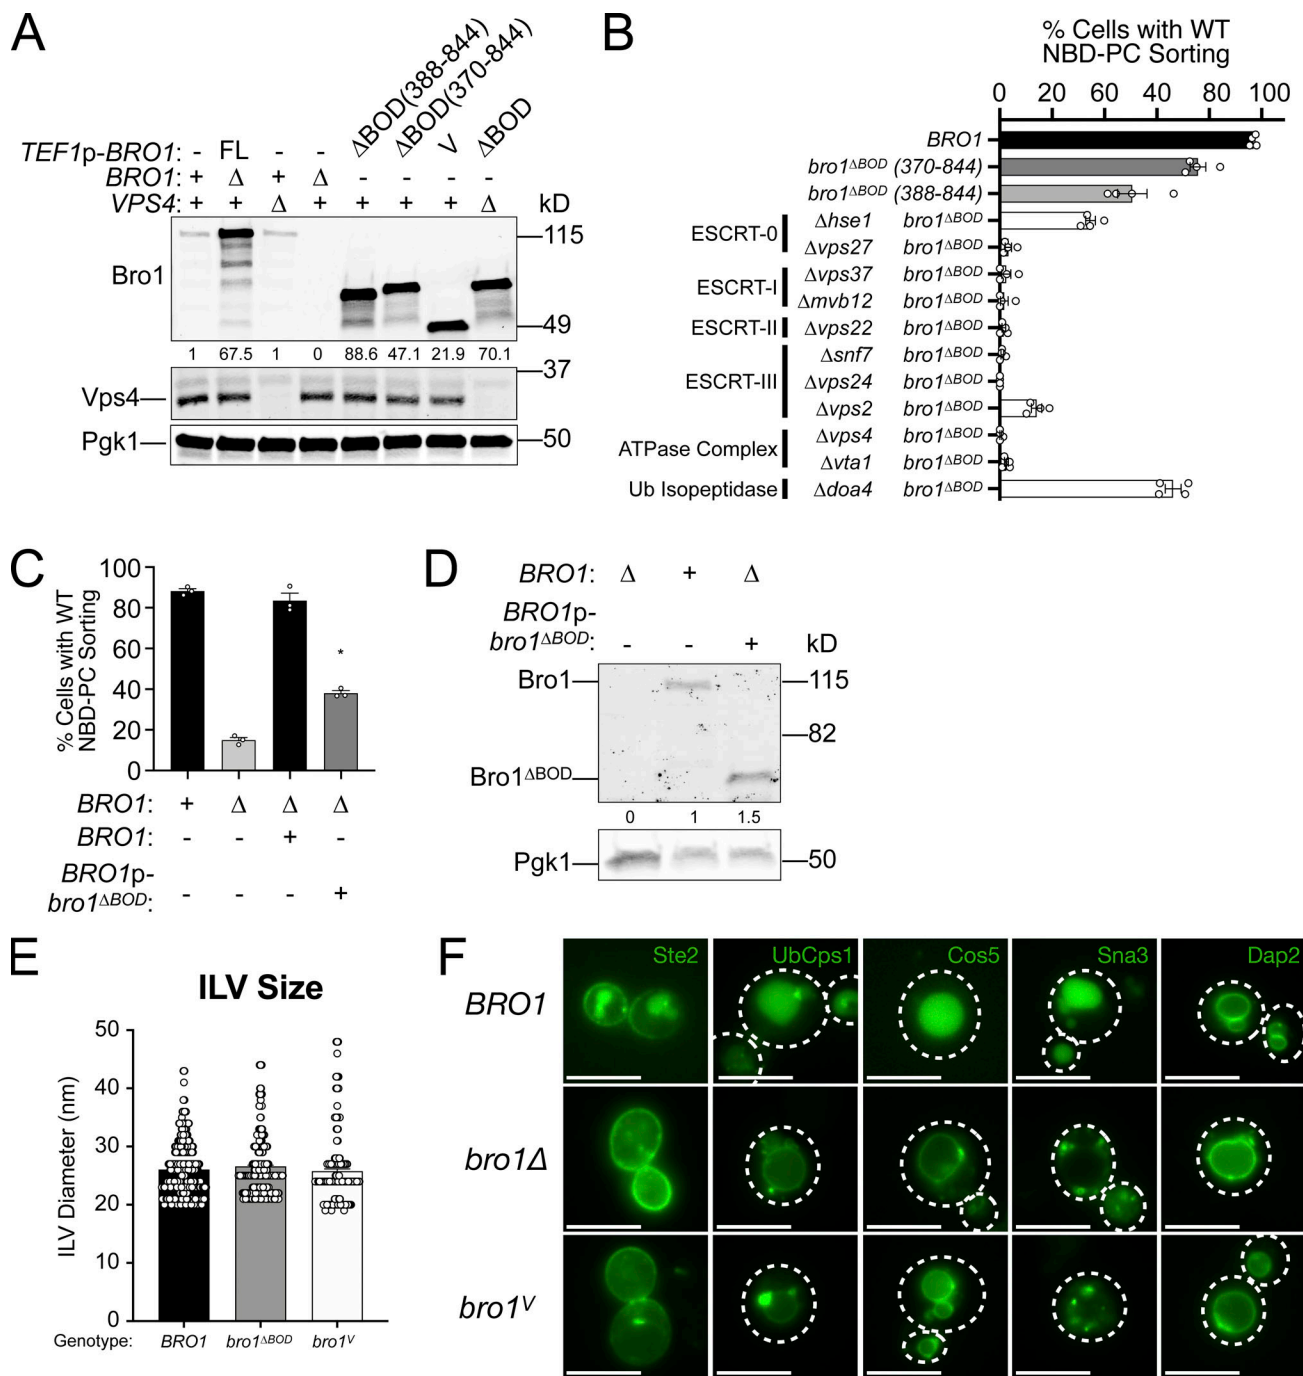 A
ΔBOD(388-844)
ΔBOD(370-844)
TEF1p-BRO1: - FL - - V ΔBOD
BRO1: + Δ + Δ - - - -
VPS4: + + Δ + + + + Δ kD
Bro1
115
49
1 67.5 1 0 88.6 47.1 21.9 70.1
37
Vps4
Pgk1
50
B
% Cells with WT
NBD-PC Sorting
0 20 60 40 80 100
BRO1
bro1ΔBOD (370-844)
bro1ΔBOD (388-844)
ESCRT-0
Δhse1 bro1ΔBOD
Δvps27 bro1ΔBOD
ESCRT-I
Δvps37 bro1ΔBOD
Δmvb12 bro1ΔBOD
ESCRT-II
Δvps22 bro1ΔBOD
ESCRT-III
Δsnf7 bro1ΔBOD
Δvps24 bro1ΔBOD
Δvps2 bro1ΔBOD
ATPase Complex
Δvps4 bro1ΔBOD
Δvta1 bro1ΔBOD
Ub Isopeptidase
Δdoa4 bro1ΔBOD
C
% Cells with WT
NBD-PC Sorting
100
80
60
40
20
0
*
BRO1: + Δ Δ Δ
BRO1: - - + -
BRO1p-
bro1ΔBOD: - - - +
D
BRO1: Δ + Δ
BRO1p-
bro1ΔBOD: - - + kD
Bro1
115
82
Bro1ΔBOD
0 1 1.5
Pgk1
50
E
ILV Size
ILV Diameter (nm)
50
40
30
20
10
0
Genotype: BRO1 bro1ΔBOD bro1V
F
Ste2 UbCps1 Cos5 Sna3 Dap2
BRO1
bro1Δ
bro1V